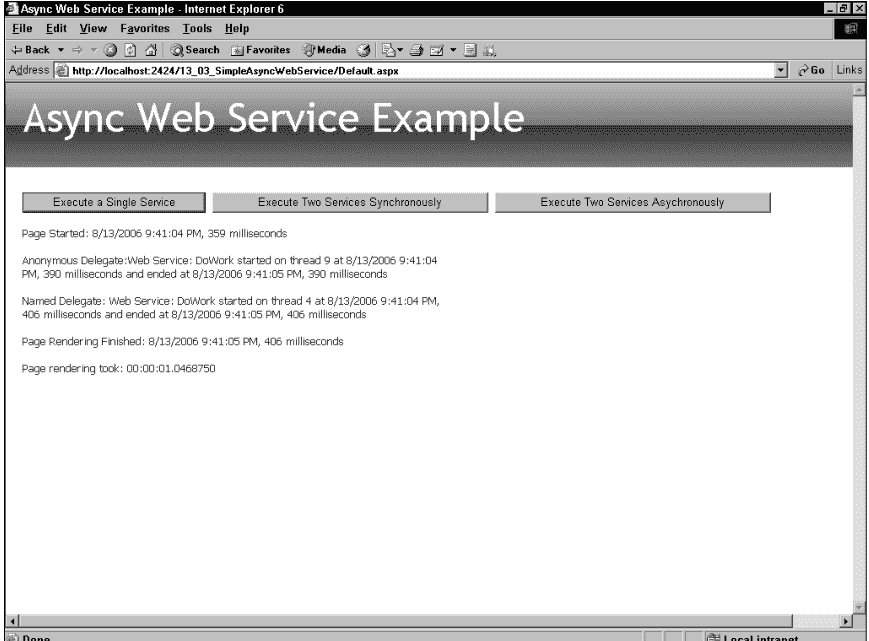 Async Web Service Example - Internet Explorer 6
File Edit View Favorites Tools Help
Back Search Favorites Media
Address http://localhost:2424/13_03_SimpleAsyncWebService/Default.aspx Go Links
Async Web Service Example
Execute a Single Service Execute Two Services Synchronously Execute Two Services Asychronously
Page Started: 8/13/2006 9:41:04 PM, 359 milliseconds
Anonymous Delegate:Web Service: DoWork started on thread 9 at 8/13/2006 9:41:04
PM, 390 milliseconds and ended at 8/13/2006 9:41:05 PM, 390 milliseconds
Named Delegate: Web Service: DoWork started on thread 4 at 8/13/2006 9:41:04 PM,
406 milliseconds and ended at 8/13/2006 9:41:05 PM, 406 milliseconds
Page Rendering Finished: 8/13/2006 9:41:05 PM, 406 milliseconds
Page rendering took: 00:00:01.0468750
Done Local intranet